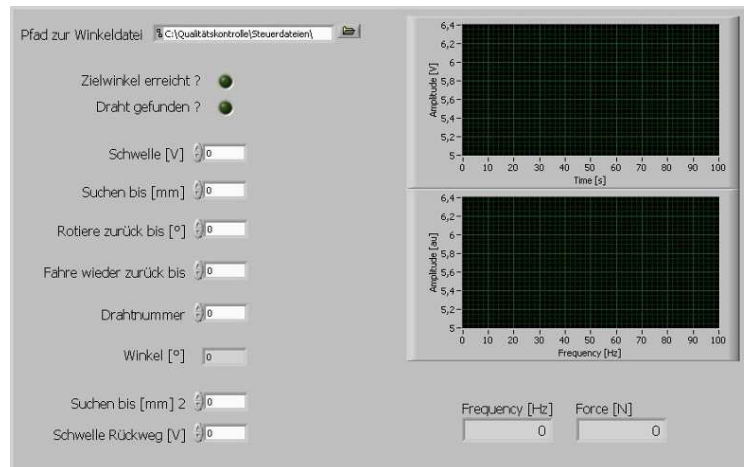 Pfad zur Winkeldatei C:\Qualitätskontrolle\Steuerdateien\
Zielwinkel erreicht ?
Draht gefunden ?
Schwelle [V] 0
Suchen bis [mm] 0
Rotiere zurück bis [°] 0
Fahre wieder zurück bis 0
Drahtnummer 0
Winkel [°] 0
Suchen bis [mm] 2 0
Schwelle Rückweg [V] 0
Amplitude [V]
6,4
6,2
6
5,8
5,6
5,4
5,2
5
0 10 20 30 40 50 60 70 80 90 100
Time [s]
Amplitude [au]
6,4
6,2
6
5,8
5,6
5,4
5,2
5
0 10 20 30 40 50 60 70 80 90 100
Frequency [Hz]
Frequency [Hz] Force [N]
0 0